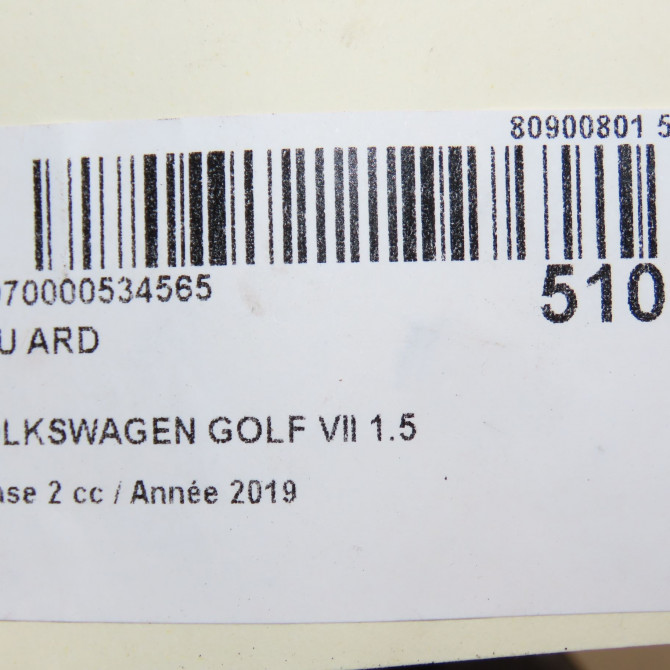 80900801 5
070000534565
510
U ARD
LKSWAGEN GOLF VII 1.5
ase 2 cc / Année 2019